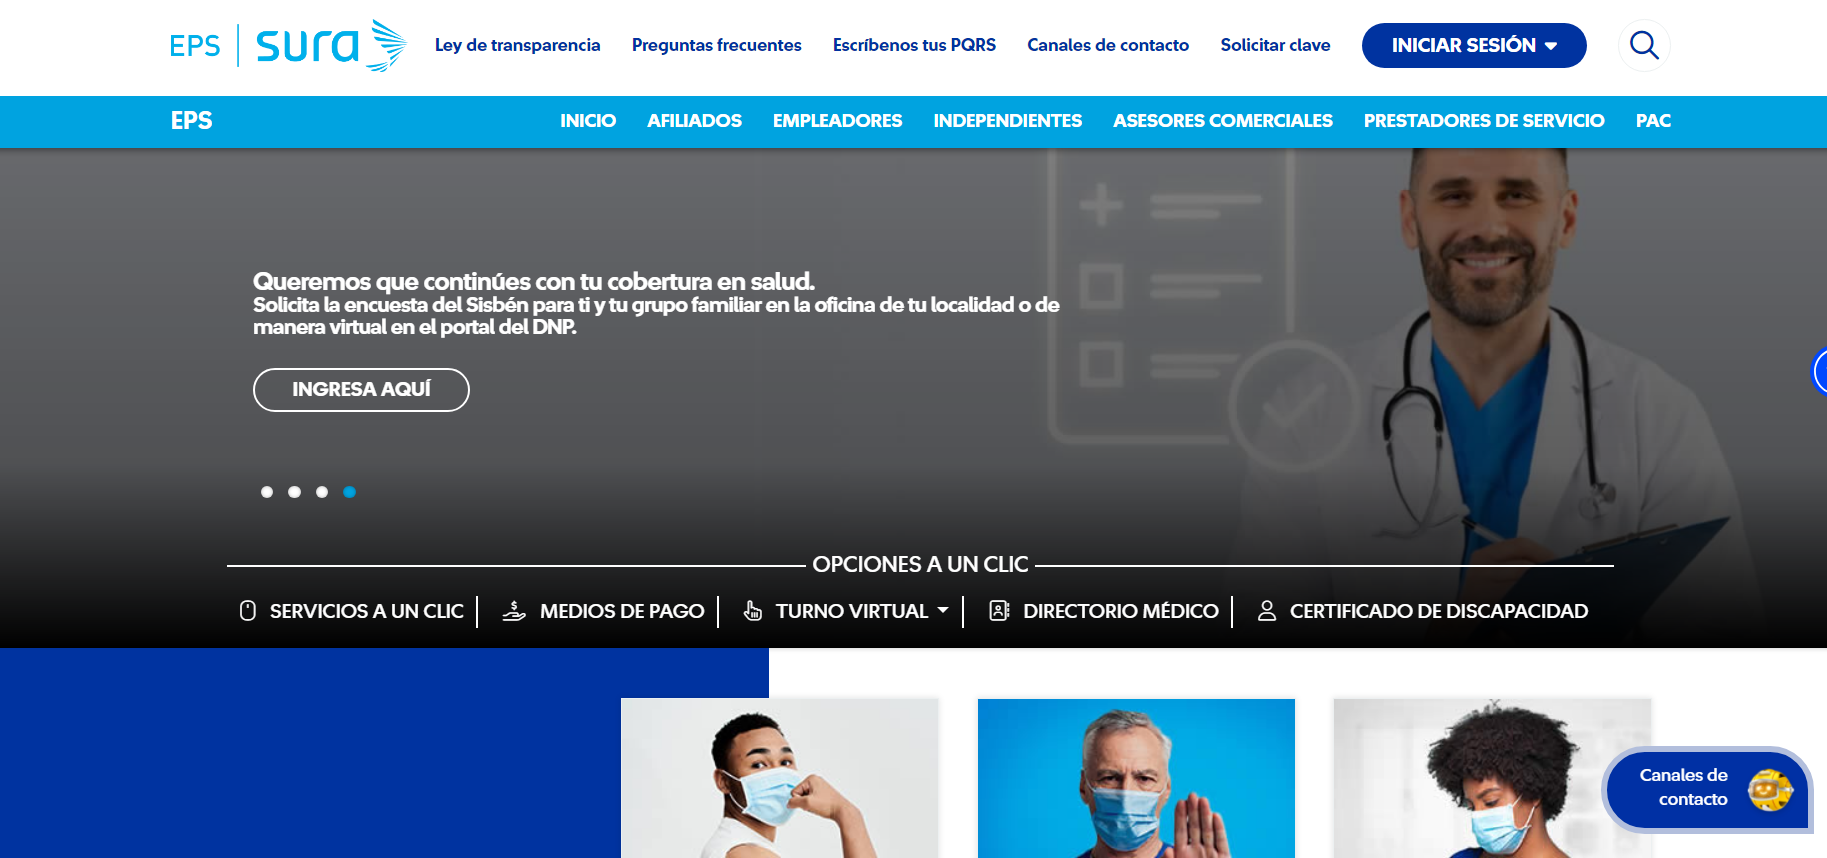 EPS sura
Ley de transparencia
Preguntas frecuentes
Escríbenos tus PQRS
Canales de contacto
Solicitar clave
INICIAR SESIÓN
EPS
INICIO
AFILIADOS
EMPLEADORES
INDEPENDIENTES
ASESORES COMERCIALES
PRESTADORES DE SERVICIO
PAC
Queremos que continúes con tu cobertura en salud.
Solicita la encuesta del Sisbén para ti y tu grupo familiar en la oficina de tu localidad o de
manera virtual en el portal del DNP.
INGRESA AQUÍ
OPCIONES A UN CLIC
SERVICIOS A UN CLIC
MEDIOS DE PAGO
TURNO VIRTUAL
DIRECTORIO MÉDICO
CERTIFICADO DE DISCAPACIDAD
Canales de
contacto